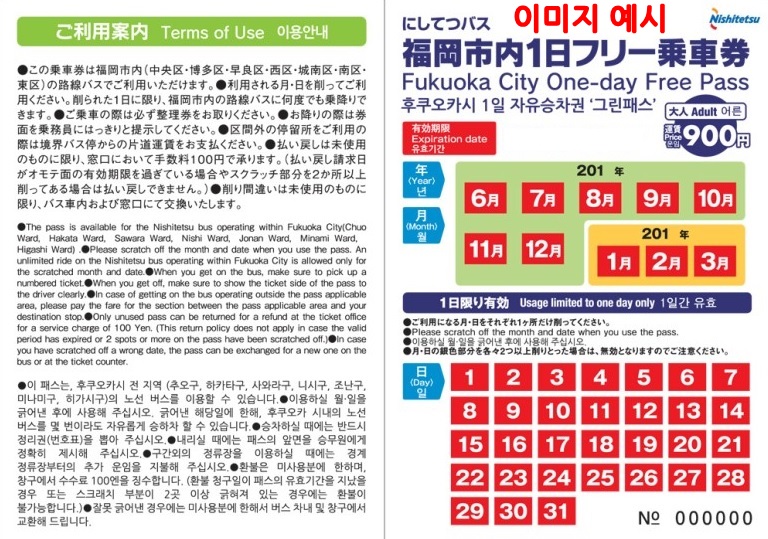 ご利用案内 Terms of Use 이용안내
●この乗車券は福岡市内(中央区・博多区・早良区・西区・城南区・南区・
東区)の路線バスでご利用いただけます。●利用される月・日を削ってご利
用ください。削られた1日に限り、福岡市内の路線バスに何度でも乗降りで
きます。●ご乗車の際は必ず整理券をお取りください。●お降りの際は券
面を乗務員にはっきりと提示してください。●区間外の停留所をご利用の
際は境界バス停からの片道運賃をお支払ください。●払い戻しは未使用
のものに限り、窓口において手数料100円で承ります。(払い戻し請求日
がオモテ面の有効期限を過ぎている場合やスクラッチ部分を2か所以上
削ってある場合は払い戻しできません。)●削り間違いは未使用のものに
限り、バス車内および窓口にて交換いたします。
●The pass is available for the Nishitetsu bus operating within Fukuoka City(Chuo
Ward, Hakata Ward, Sawara Ward, Nishi Ward, Jonan Ward, Minami Ward,
Higashi Ward) .●Please scratch off the month and date when you use the pass. An
unlimited ride on the Nishitetsu bus operating within Fukuoka City is allowed only for
the scratched month and date.●When you get on the bus, make sure to pick up a
numbered ticket.●When you get off, make sure to show the ticket side of the pass to
the driver clearly.●In case of getting on the bus operating outside the pass applicable
area, please pay the fare for the section between the pass applicable area and your
destination stop.●Only unused pass can be returned for a refund at the ticket office
for a service charge of 100 Yen. (This return policy does not apply in case the valid
period has expired or 2 spots or more on the pass have been scratched off.)●In case
you have scratched off a wrong date, the pass can be exchanged for a new one on the
bus or at the ticket counter.
●이 패스는, 후쿠오카시 전 지역 (추오구, 하카타구, 사와라구, 니시구, 조난구,
미나미구, 히가시구)의 노선 버스를 이용할 수 있습니다.●이용하실 월·일을
긁어낸 후에 사용해 주십시오. 긁어낸 해당일에 한해, 후쿠오카 시내의 노선
버스를 몇 번이라도 자유롭게 승하차 할 수 있습니다. ●승차하실 때에는 반드시
정리권(번호표)을 뽑아 주십시오.●내리실 때에는 패스의 앞면을 승무원에게
정확히 제시해 주십시오. ●구간외의 정류장을 이용하실 때에는 경계
정류장부터의 추가 운임을 지불해 주십시오. ●환불은 미사용분에 한하며,
창구에서 수수료 100엔을 징수합니다. (환불 청구일이 패스의 유효기간을 지났을
경우 또는 스크래치 부분이 2곳 이상 긁혀져 있는 경우에는 환불이
불가능합니다.)●잘못 긁어낸 경우에는 미사용분에 한해서 버스 차내 및 창구에서
교환해 드립니다.
にしてつバス 이미지 예시 Nishitetsu
福岡市内1日フリー乗車券
Fukuoka City One-day Free Pass
후쿠오카시 1일 자유승차권 '그린패스'
大人 Adult 어른
運賃 Price 운임 900円
有効期限
Expiration date
유효기간
年 (Year) 년
月 (Month) 월
201 年
6月 7月 8月 9月 10月
11月 12月
201 年
1月 2月 3月
1日限り有効 Usage limited to one day only 1일간 유효
●ご利用になる月・日をそれぞれ1ヶ所だけ削ってください。
●Please scratch off the month and date when you use the pass.
●이용하실 월·일을 긁어낸 후에 사용해 주십시오.
●月・日の銀色部分を各々2つ以上削りとった場合は、無効となりますのでご注意ください。
日 (Day) 일
1 2 3 4 5 6 7
8 9 10 11 12 13 14
15 16 17 18 19 20 21
22 23 24 25 26 27 28
29 30 31
№ 000000